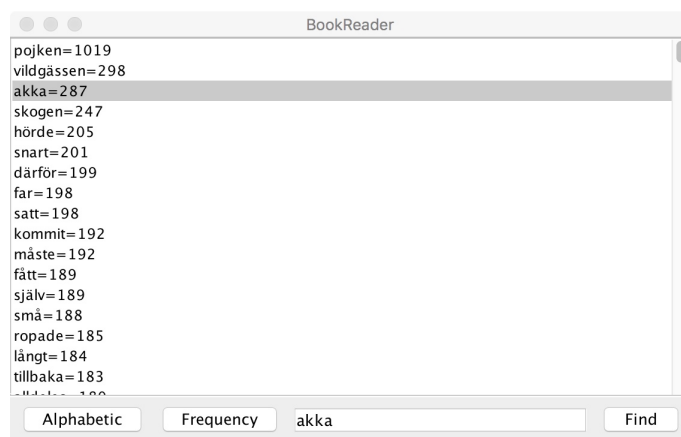 BookReader
pojken=1019
vildgässen=298
akka=287
skogen=247
hörde=205
snart=201
därför=199
far=198
satt=198
kommit=192
måste=192
fått=189
själv=189
små=188
ropade=185
långt=184
tillbaka=183
Alphabetic Frequency akka Find